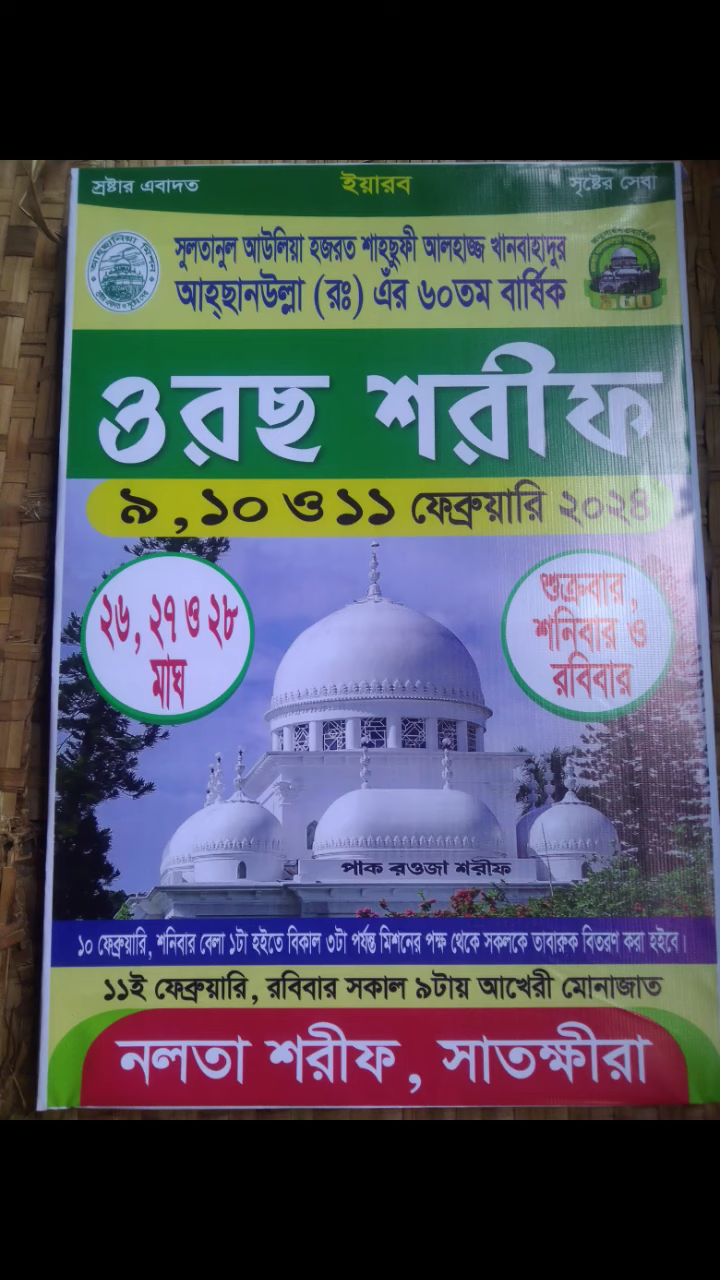 স্রষ্টার এবাদত
ইয়ারব
সৃষ্টের সেবা
সুলতানুল আউলিয়া হজরত শাহছুফী আলহাজ্জ খানবাহাদুর
আহ্ছানউল্লা (রঃ) এঁর ৬০তম বার্ষিক
ওরছ শরীফ
৯, ১০ ও ১১ ফেব্রুয়ারি ২০২৪
২৬, ২৭ ও ২৮
মাঘ
শুক্রবার,
শনিবার ও
রবিবার
পাক রওজা শরীফ
১০ ফেব্রুয়ারি, শনিবার বেলা ১টা হইতে বিকাল ৩টা পর্যন্ত মিশনের পক্ষ থেকে সকলকে তাবারুক বিতরণ করা হইবে।
১১ই ফেব্রুয়ারি, রবিবার সকাল ৯টায় আখেরী মোনাজাত
নলতা শরীফ, সাতক্ষীরা